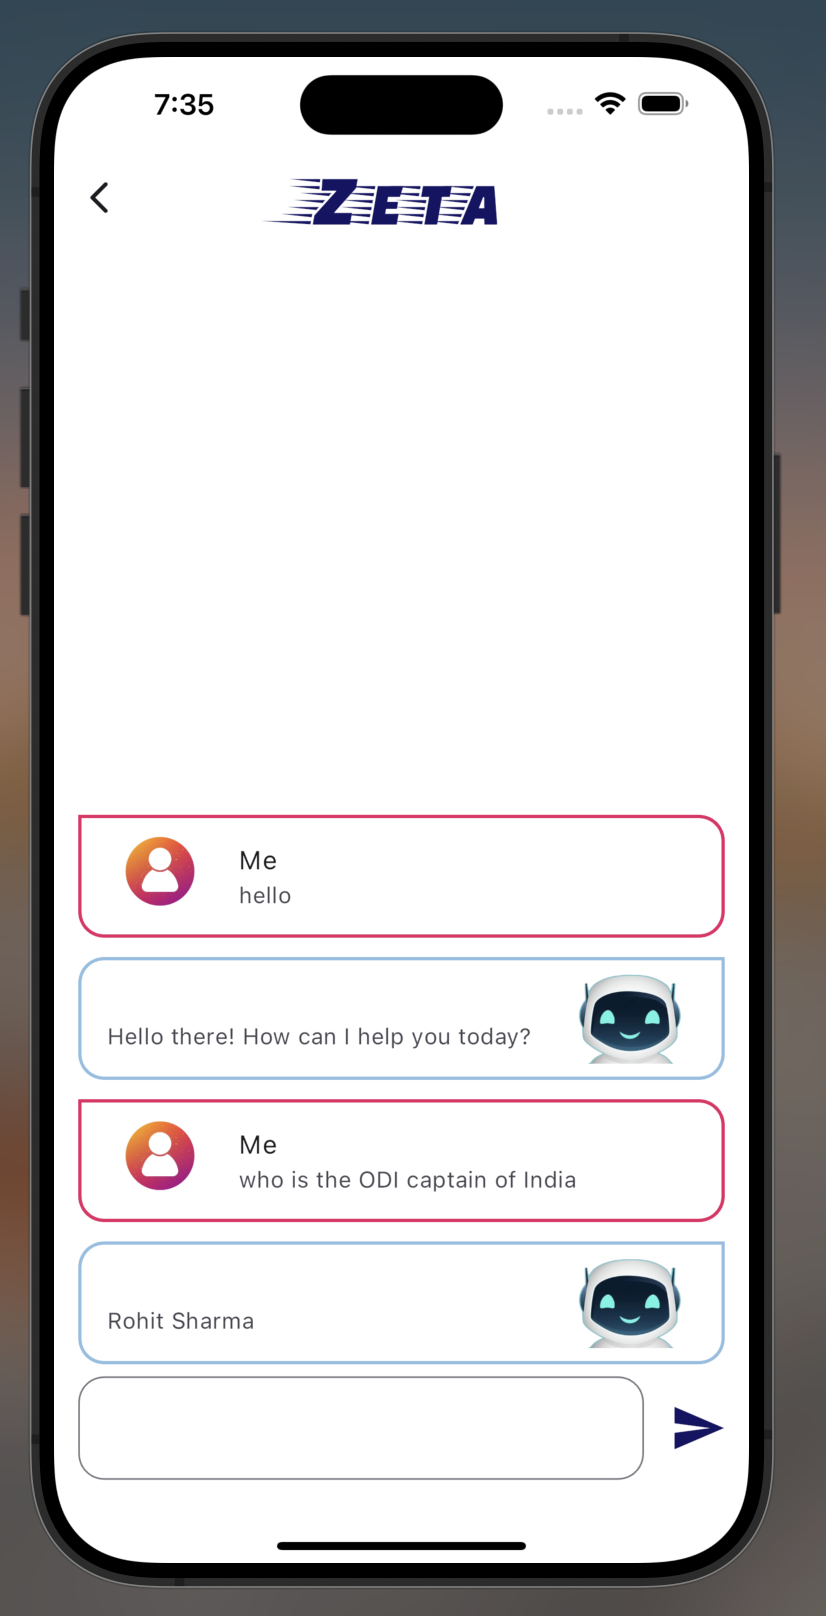 7:35
ZETA
Me
hello
Hello there! How can I help you today?
Me
who is the ODI captain of India
Rohit Sharma